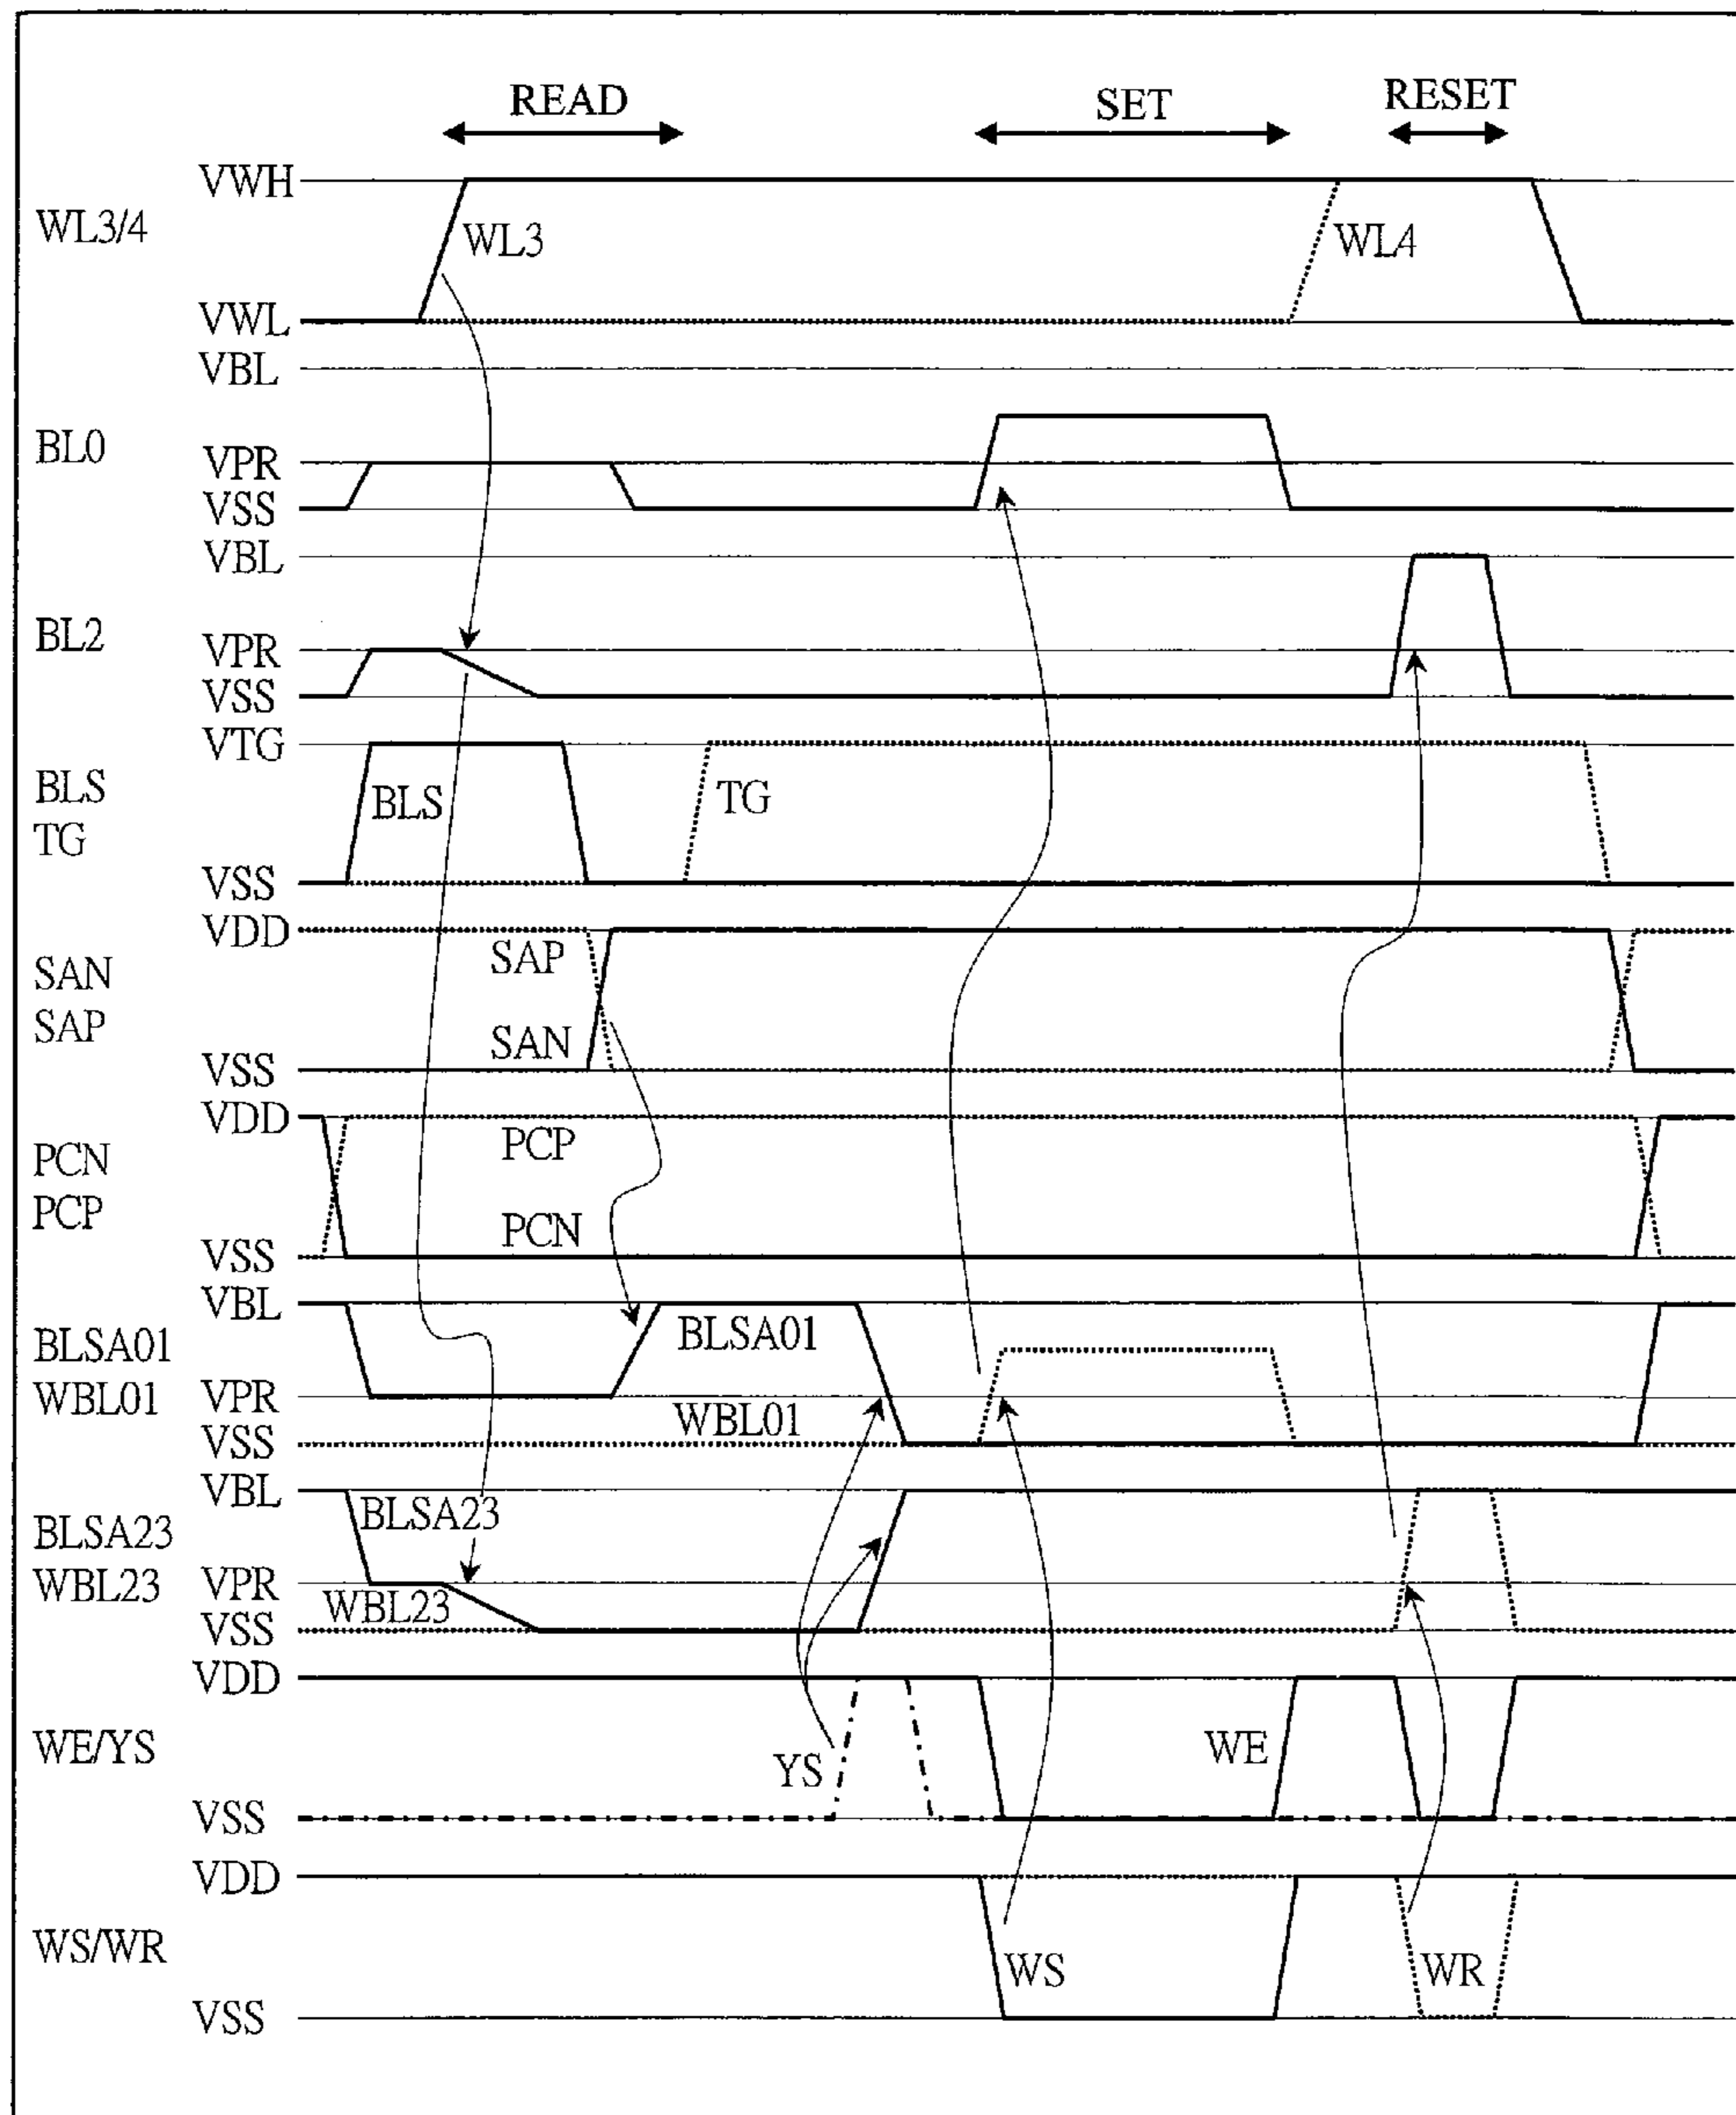 READ SET RESET
VWH
WL3/4 WL3 WL4
VWL
VBL
BL0 VPR
VSS
VBL
BL2 VPR
VSS
VTG
BLS BLS TG
TG
VSS
VDD
SAP
SAN
SAP
SAN
VSS
VDD
PCP
PCN
PCP
PCN
VSS
VBL
BLSA01 BLSA01
WBL01 VPR
WBL01
VSS
VBL
BLSA23
BLSA23
WBL23 VPR
WBL23
VSS
VDD
WE/YS WE
YS
VSS
VDD
WS/WR WS WR
VSS